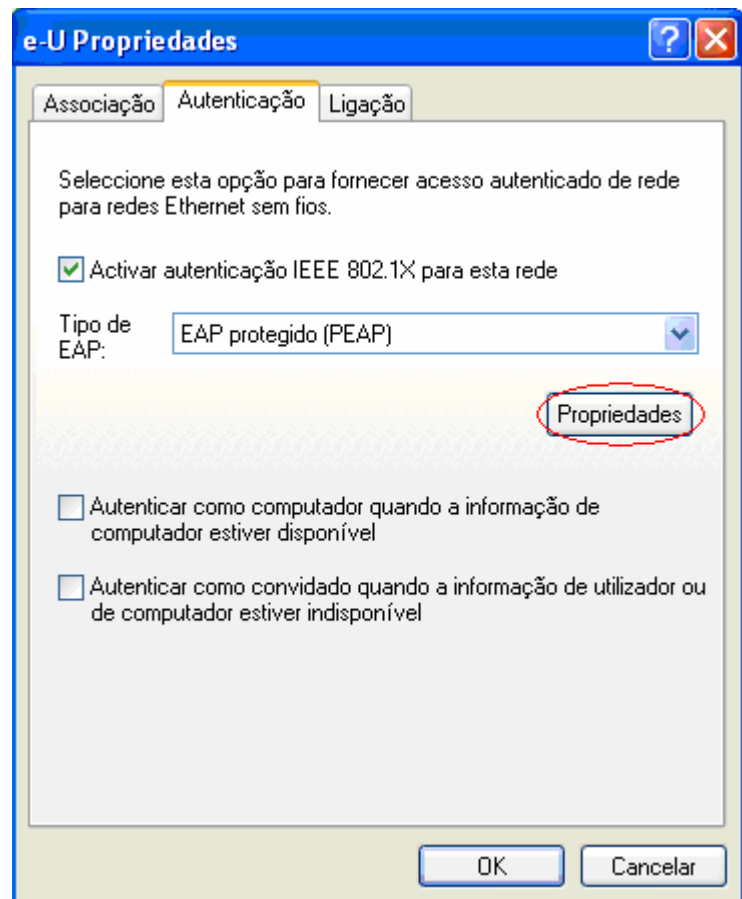 e-U Propriedades
Associação
Autenticação
Ligação
Seleccione esta opção para fornecer acesso autenticado de rede
para redes Ethernet sem fios.
Activar autenticação IEEE 802.1X para esta rede
Tipo de
EAP:
EAP protegido (PEAP)
Propriedades
Autenticar como computador quando a informação de
computador estiver disponível
Autenticar como convidado quando a informação de utilizador ou
de computador estiver indisponível
OK
Cancelar